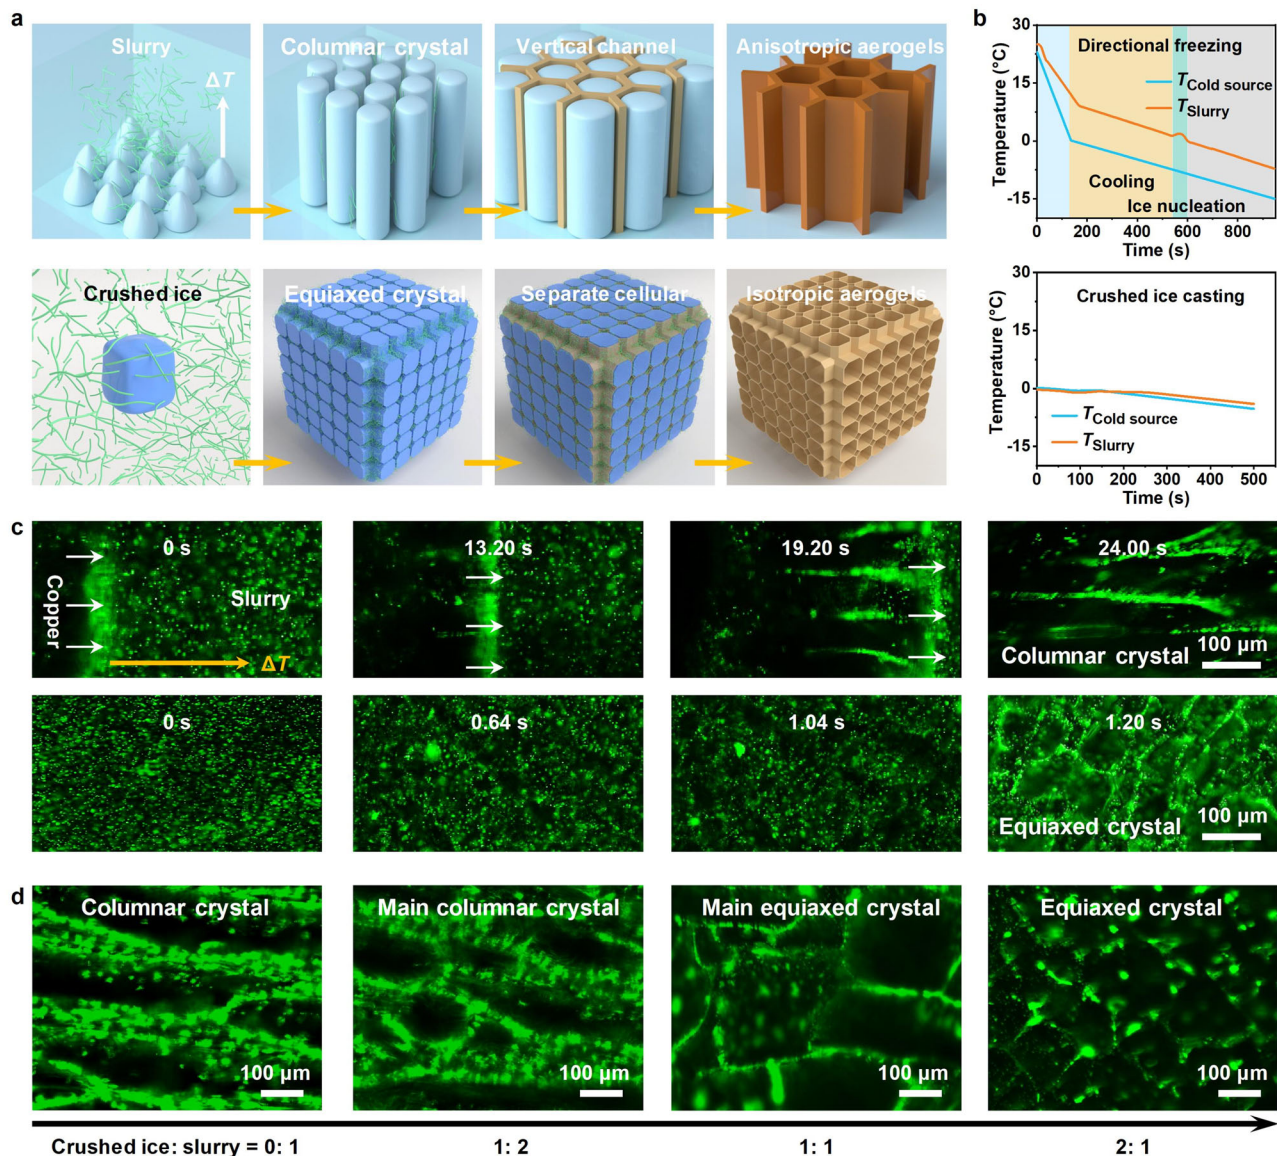 a
Slurry
ΔT
Columnar crystal
Vertical channel
Anisotropic aerogels
Crushed ice
Equiaxed crystal
Separate cellular
Isotropic aerogels
b
30
15
0
-15
Temperature (°C)
Directional freezing
T Cold source
T Slurry
Cooling
Ice nucleation
0 200 400 600 800
Time (s)
30
15
0
-15
Temperature (°C)
Crushed ice casting
T Cold source
T Slurry
0 100 200 300 400 500
Time (s)
c
Copper
0 s
Slurry
ΔT
13.20 s
19.20 s
24.00 s
100 μm
Columnar crystal
0 s
0.64 s
1.04 s
1.20 s
100 μm
Equiaxed crystal
d
Columnar crystal
100 μm
Main columnar crystal
100 μm
Main equiaxed crystal
100 μm
Equiaxed crystal
100 μm
Crushed ice: slurry = 0: 1
1: 2
1: 1
2: 1